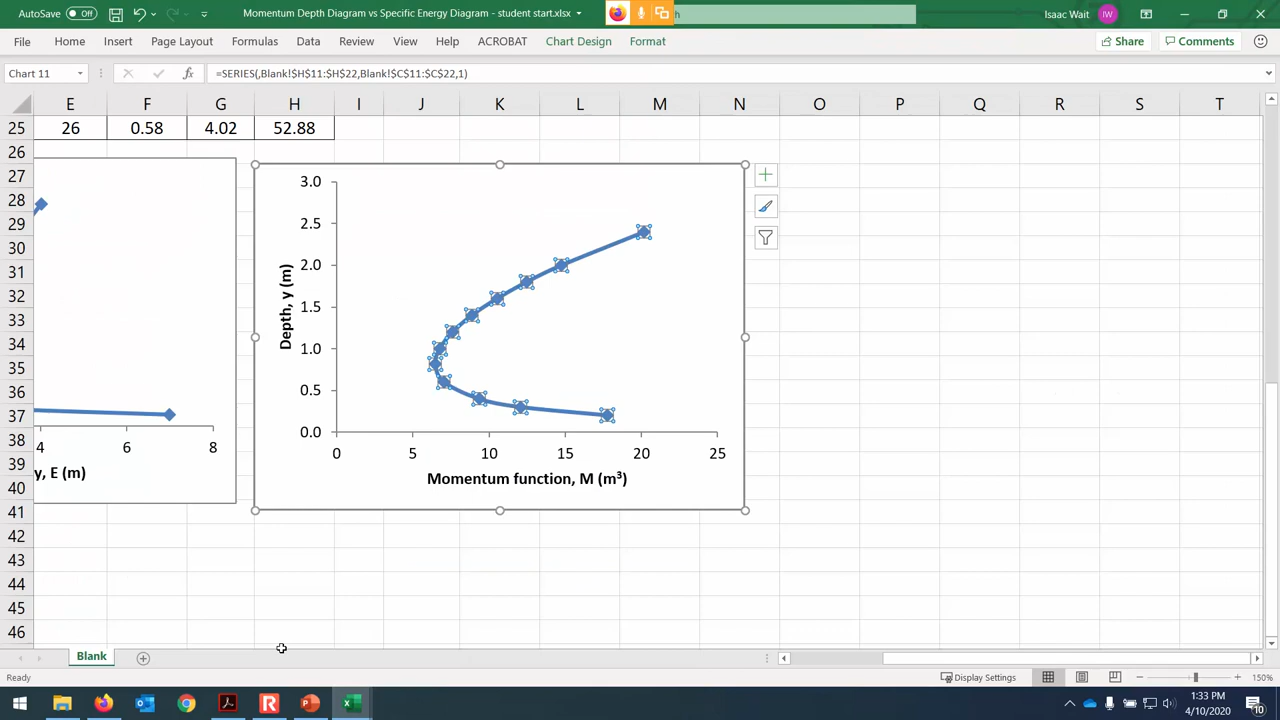 AutoSave Off Momentum Depth Diagram vs Specific Energy Diagram - student start.xlsx h Isaac Wait IW
File Home Insert Page Layout Formulas Data Review View Help ACROBAT Chart Design Format Share Comments
Chart 11 fx =SERIES(,Blank!$H$11:$H$22,Blank!$C$11:$C$22,1)
E F G H I J K L M N O P Q R S T
25 26 0.58 4.02 52.88
26
27
28
29
30
31
32
33
34
35
36
37
38
39
40
41
42
43
44
45
46
4 6 8
y, E (m)
3.0
2.5
2.0
1.5
1.0
0.5
0.0
Depth, y (m)
0 5 10 15 20 25
Momentum function, M (m³)
Blank
Ready Display Settings 150%
1:33 PM
4/10/2020
10